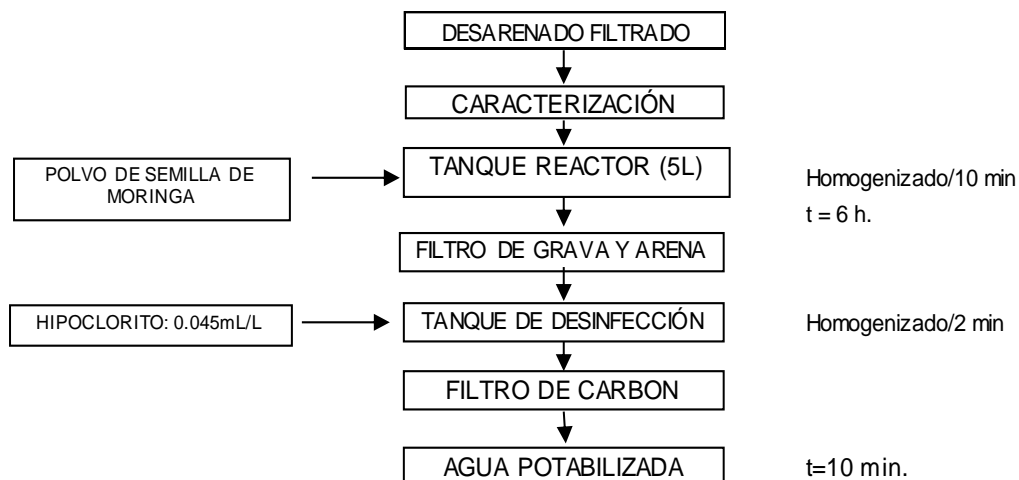 DESARENADO FILTRADO
CARACTERIZACIÓN
POLVO DE SEMILLA DE
MORINGA
TANQUE REACTOR (5L)
Homogenizado/10 min
t = 6 h.
FILTRO DE GRAVA Y ARENA
HIPOCLORITO: 0.045mL/L
TANQUE DE DESINFECCIÓN
Homogenizado/2 min
FILTRO DE CARBON
AGUA POTABILIZADA
t=10 min.